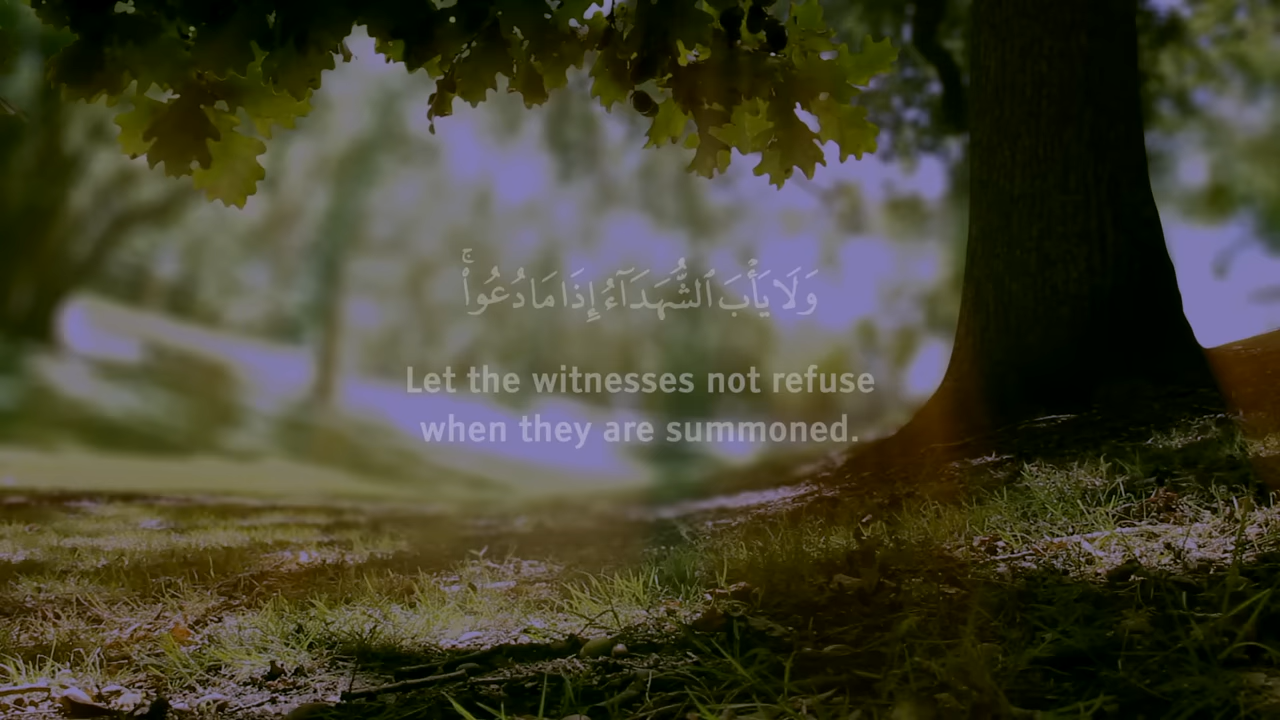 وَلَا يَأْبَ ٱلشُّهَدَآءُ إِذَا مَا دُعُوا۟ ۚ
Let the witnesses not refuse
when they are summoned.